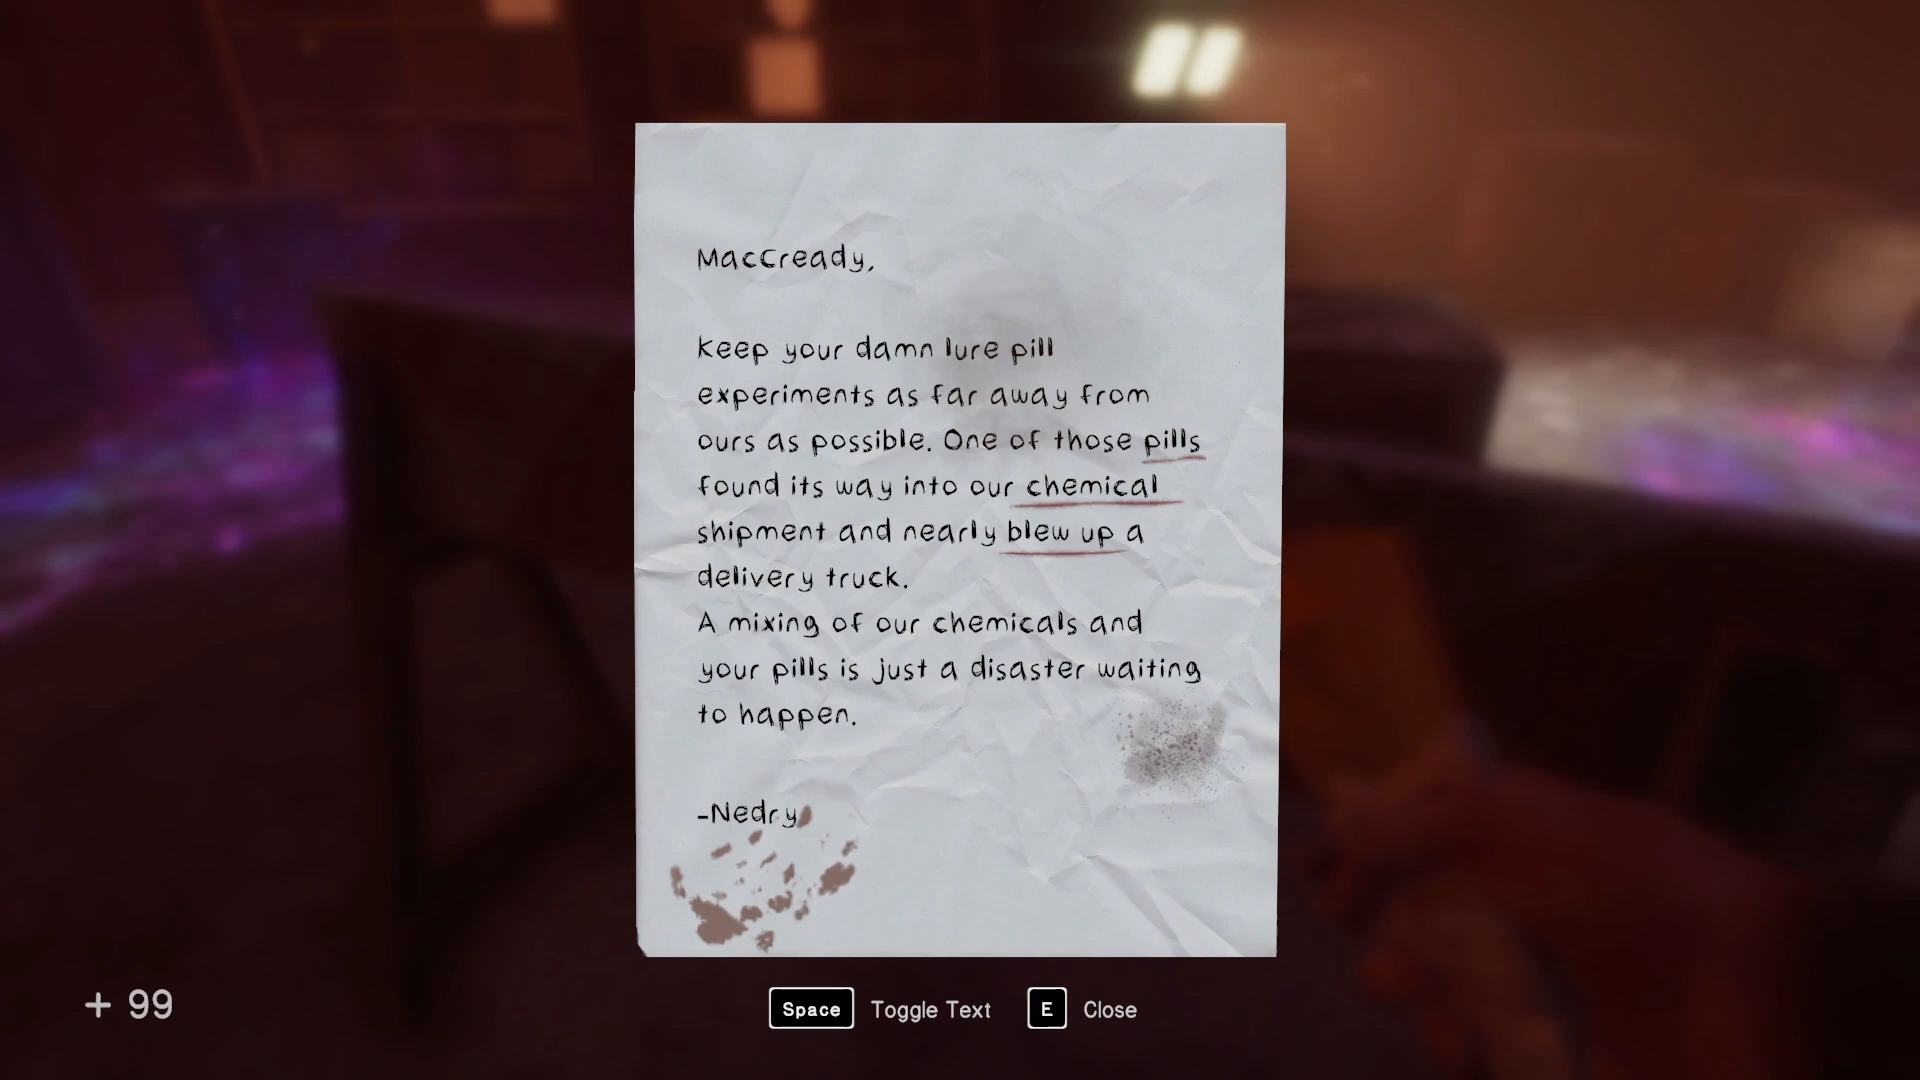 MacCready,
Keep your damn lure pill
experiments as far away from
ours as possible. One of those pills
found its way into our chemical
shipment and nearly blew up a
delivery truck.
A mixing of our chemicals and
your pills is just a disaster waiting
to happen.
-Nedry
+ 99
Space Toggle Text E Close